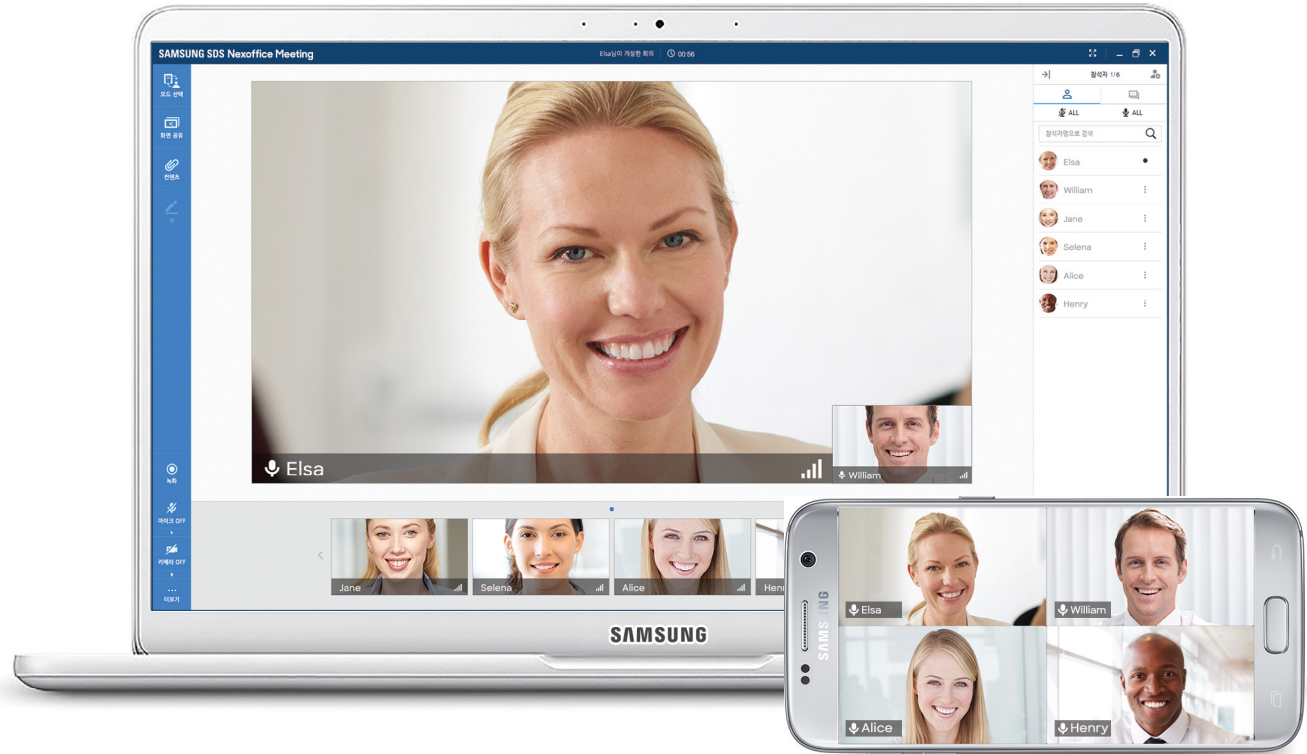 SAMSUNG SDS Nexoffice Meeting
Elsa님이 개설한 회의
00:56
모드 선택
화면 공유
컨텐츠
녹화
마이크 OFF
카메라 OFF
더보기
참석자 1/6
ALL
ALL
참석자명으로 검색
Elsa
William
Jane
Selena
Alice
Henry
Elsa
William
Jane
Selena
Alice
SAMSUNG
SAMSUNG
Elsa
William
Alice
Henry